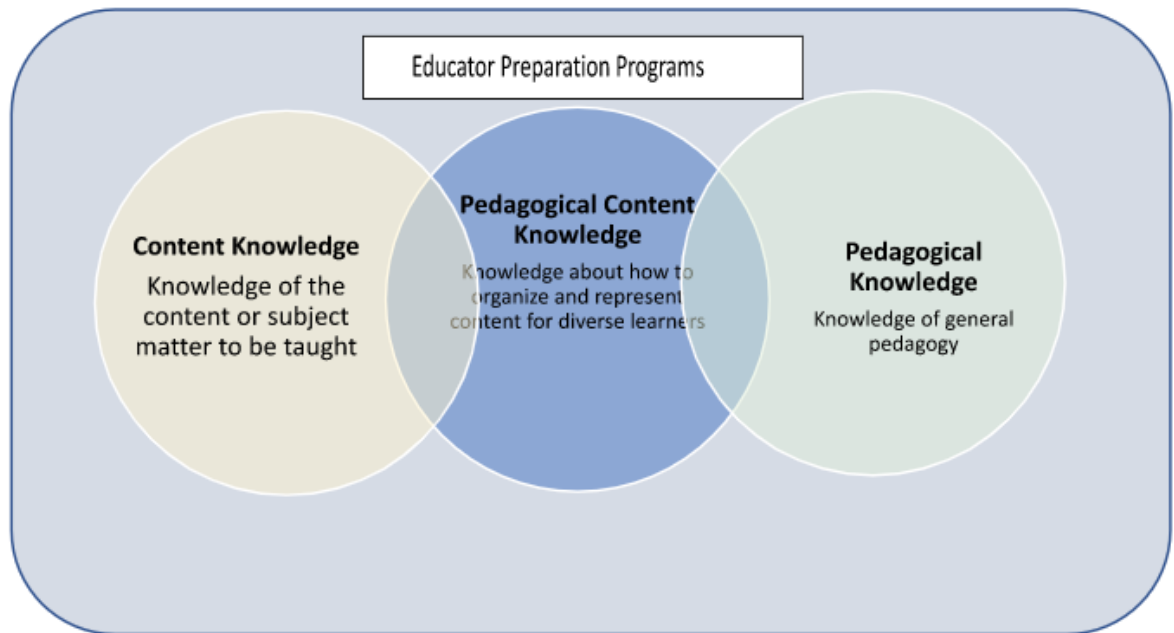 Educator Preparation Programs
Content Knowledge
Knowledge of the
content or subject
matter to be taught
Pedagogical Content
Knowledge
Knowledge about how to
organize and represent
content for diverse learners
Pedagogical
Knowledge
Knowledge of general
pedagogy